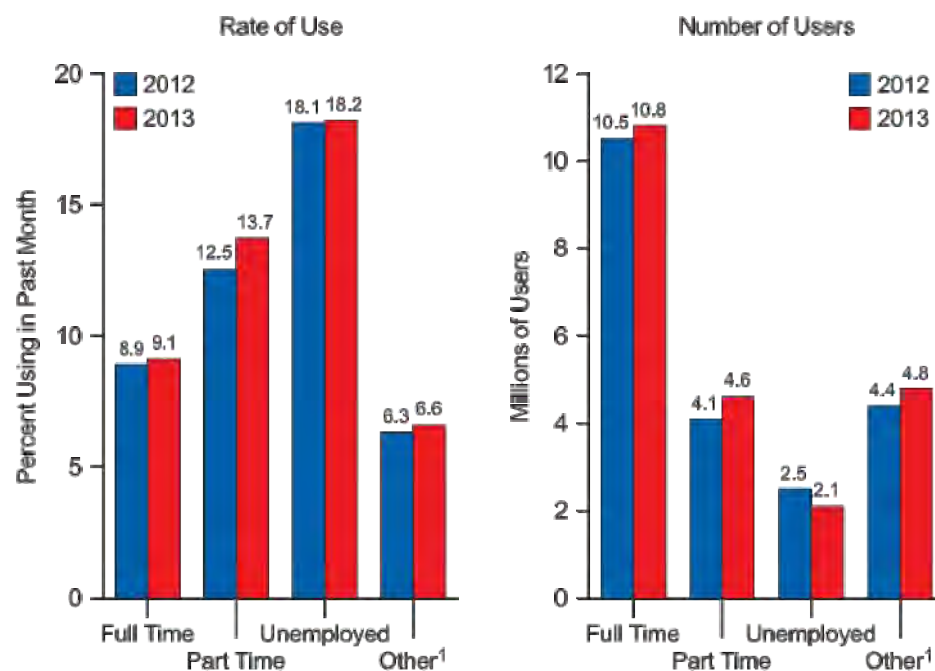 Rate of Use
Percent Using in Past Month
20
15
10
5
0
2012
2013
8.9
9.1
12.5
13.7
18.1
18.2
6.3
6.6
Full Time
Part Time
Unemployed
Other¹
Number of Users
Millions of Users
12
10
8
6
4
2
0
2012
2013
10.5
10.8
4.1
4.6
2.5
2.1
4.4
4.8
Full Time
Part Time
Unemployed
Other¹